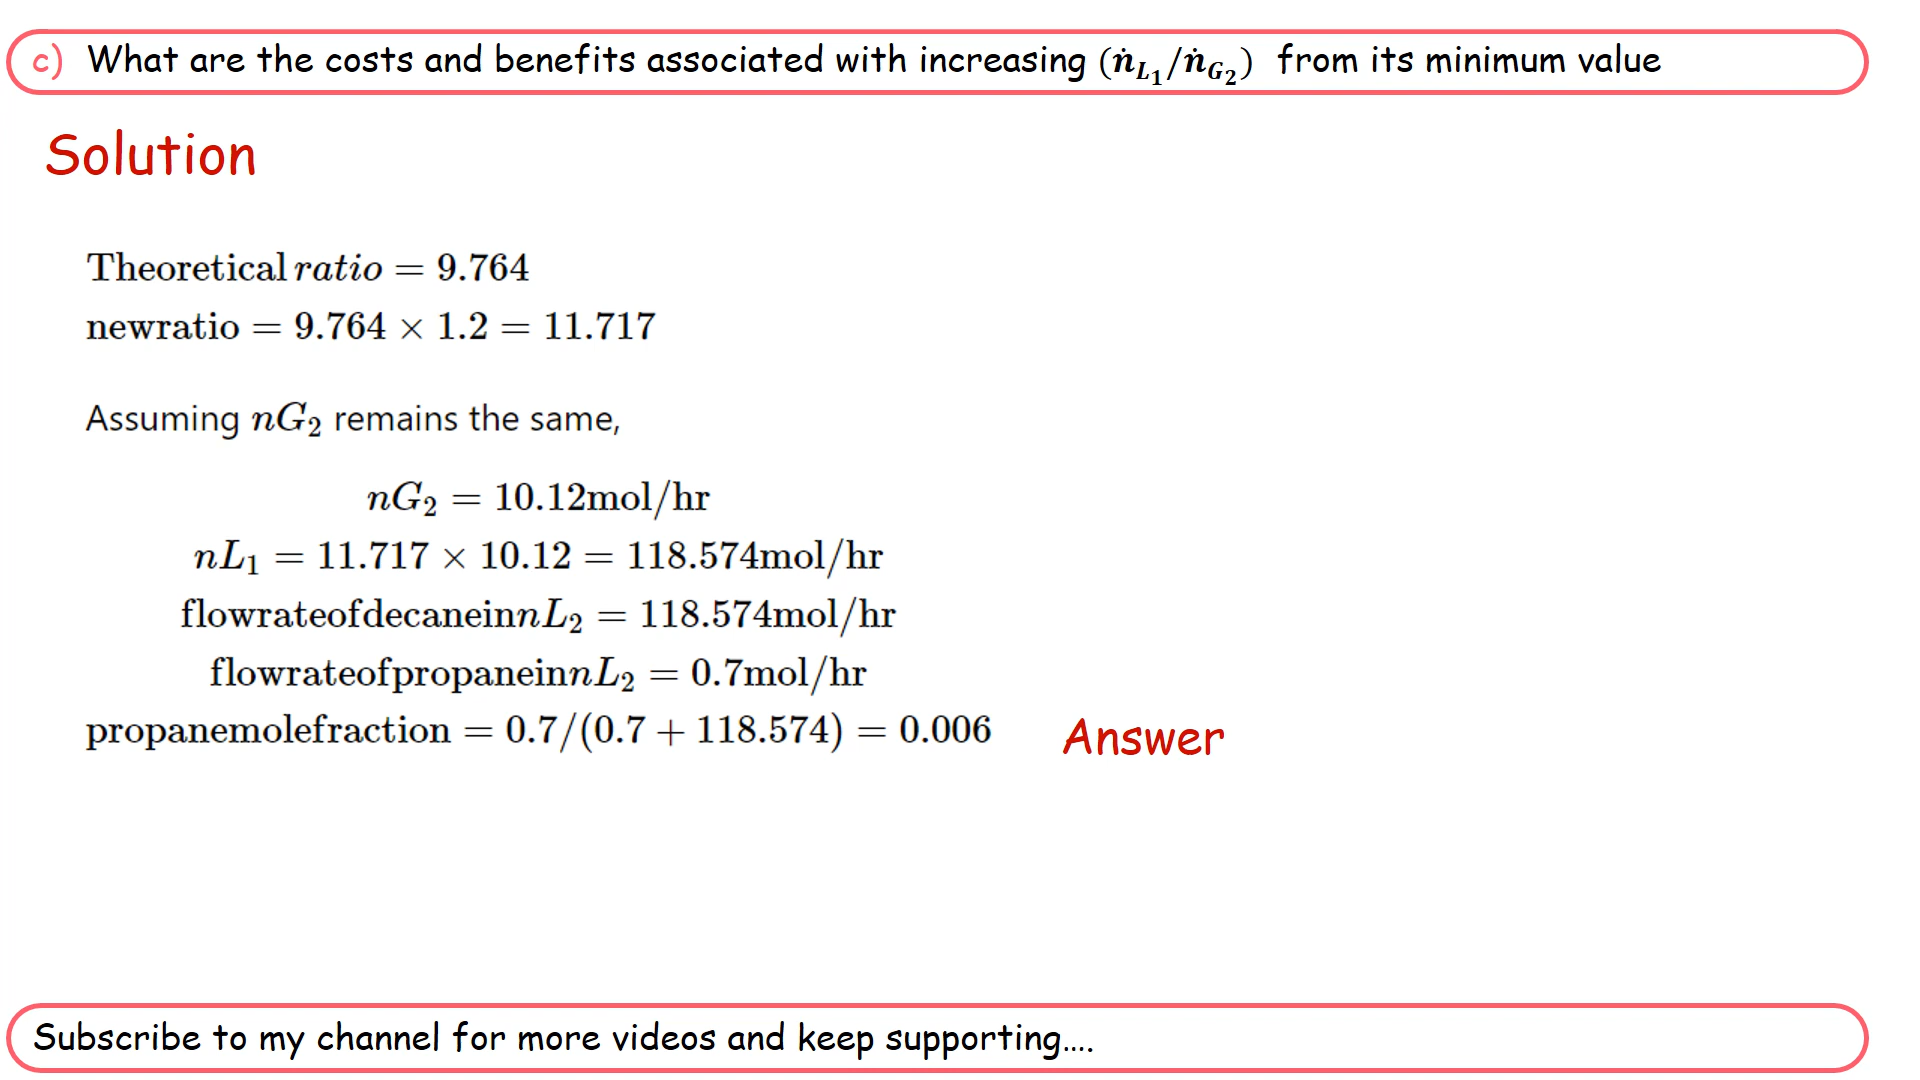 c) What are the costs and benefits associated with increasing (ṅ_L₁/ṅ_G₂) from its minimum value
Solution
Theoretical ratio = 9.764
newratio = 9.764 × 1.2 = 11.717
Assuming nG₂ remains the same,
nG₂ = 10.12mol/hr
nL₁ = 11.717 × 10.12 = 118.574mol/hr
flowrateofdecaneinnL₂ = 118.574mol/hr
flowrateofpropaneinnL₂ = 0.7mol/hr
propanemolefraction = 0.7/(0.7 + 118.574) = 0.006
Answer
Subscribe to my channel for more videos and keep supporting....